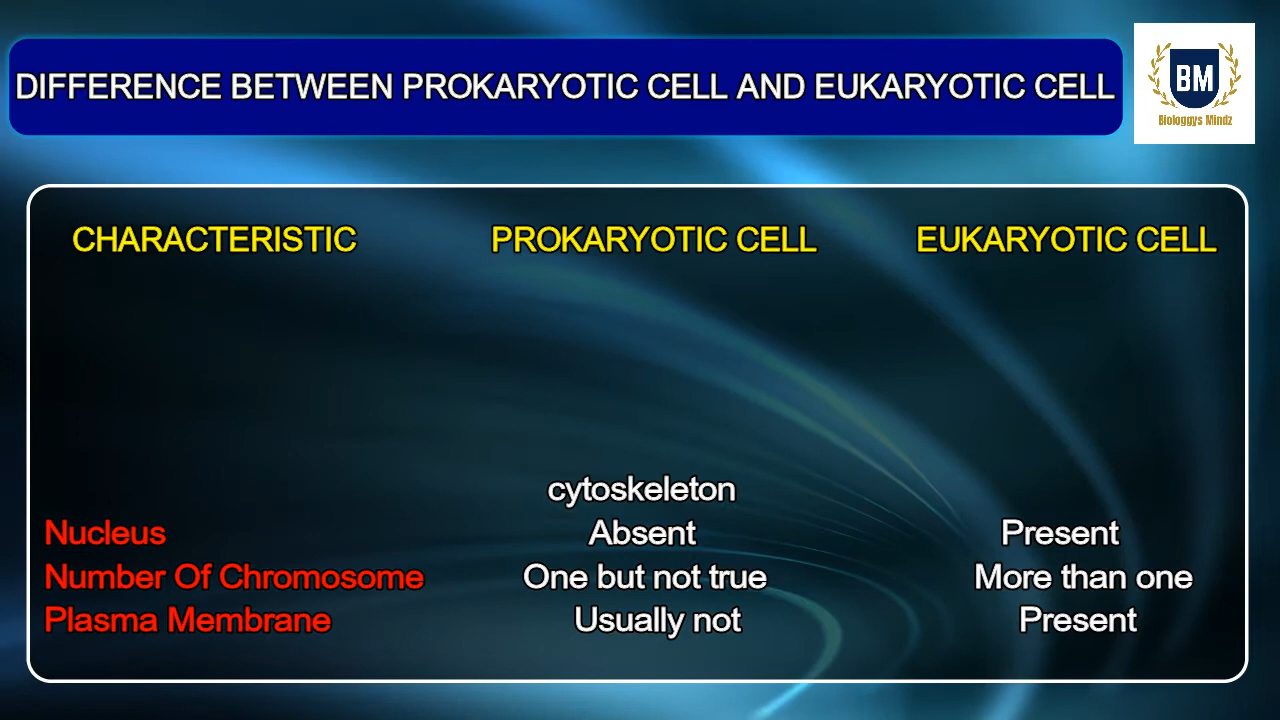 DIFFERENCE BETWEEN PROKARYOTIC CELL AND EUKARYOTIC CELL
BM
Biologgys Mindz
CHARACTERISTIC PROKARYOTIC CELL EUKARYOTIC CELL
cytoskeleton
Nucleus Absent Present
Number Of Chromosome One but not true More than one
Plasma Membrane Usually not Present